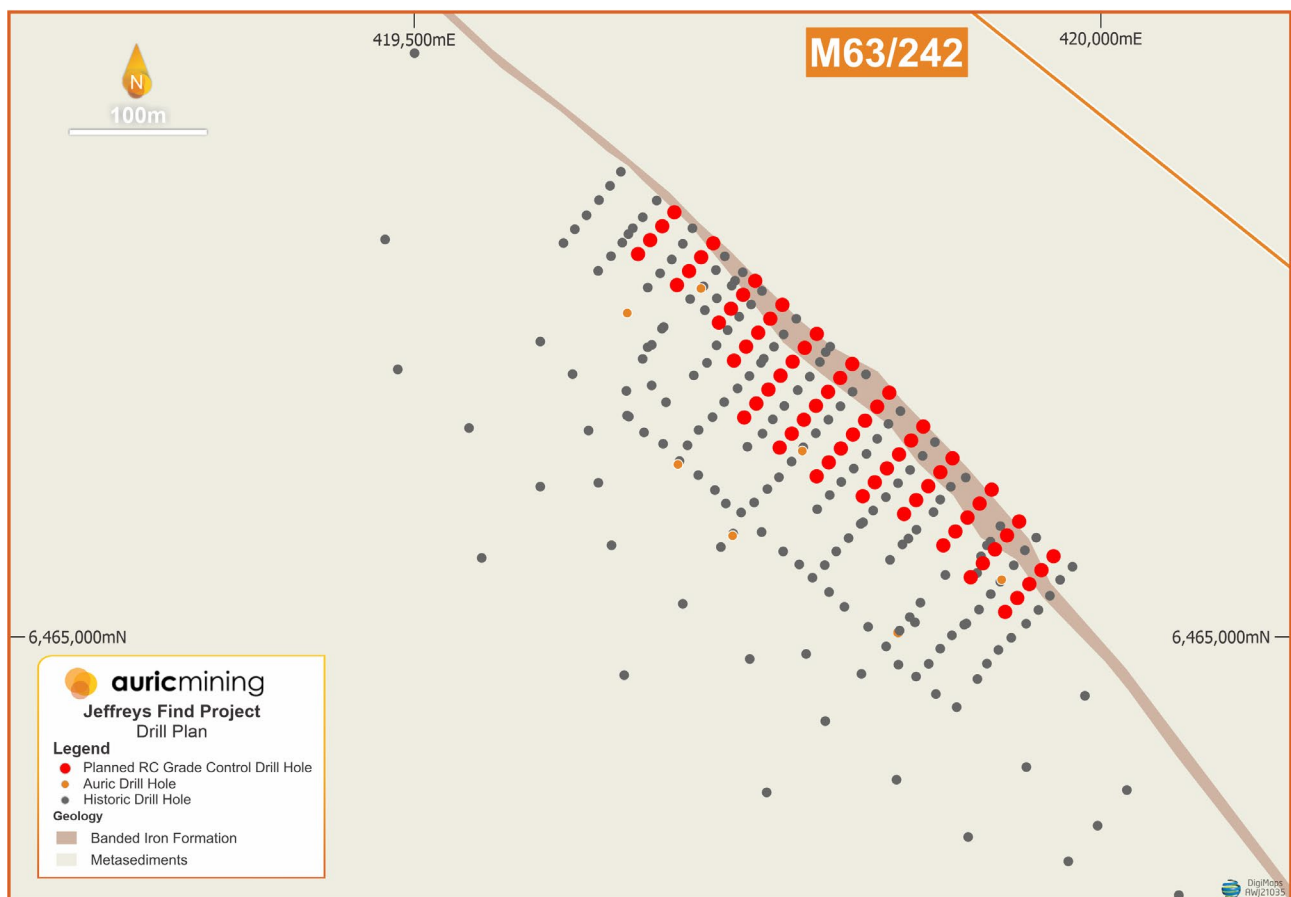 419,500mE
420,000mE
M63/242
N
100m
6,465,000mN
6,465,000mN
auricmining
Jeffreys Find Project
Drill Plan
Legend
Planned RC Grade Control Drill Hole
Auric Drill Hole
Historic Drill Hole
Geology
Banded Iron Formation
Metasediments
DigiMaps
AWJ21035